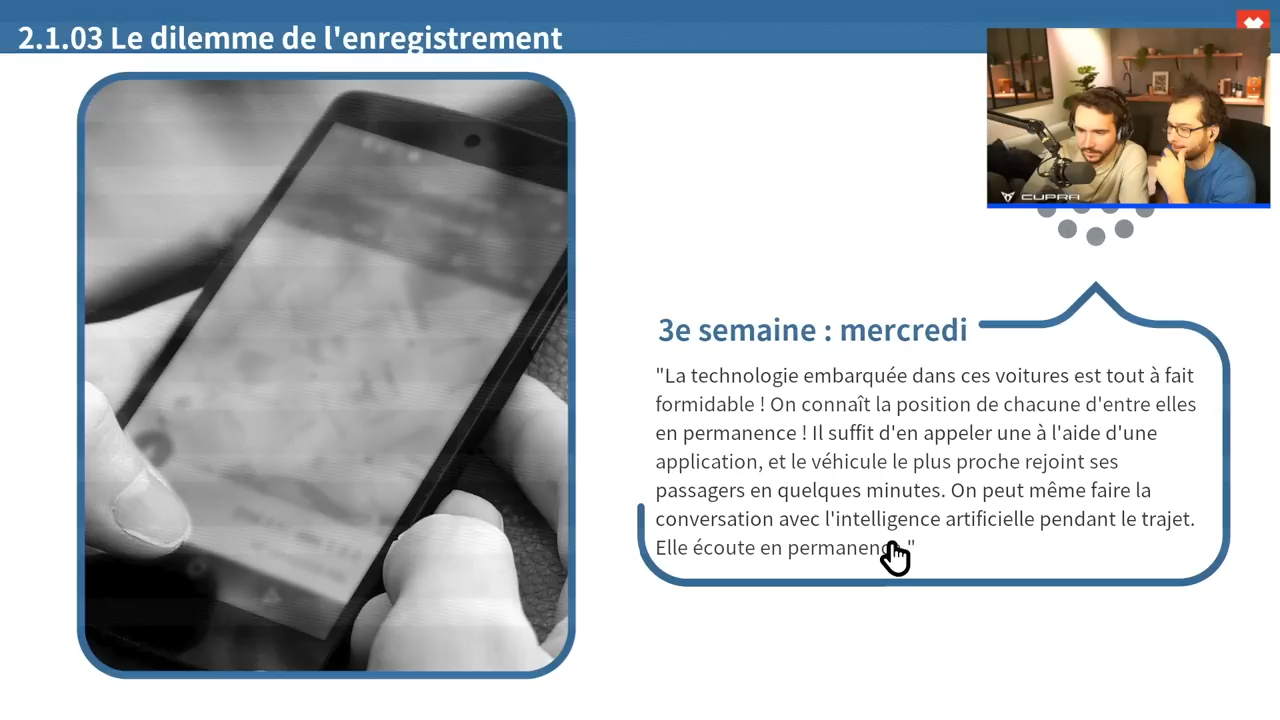 2.1.03 Le dilemme de l'enregistrement
CUPRA
3e semaine : mercredi
"La technologie embarquée dans ces voitures est tout à fait
formidable ! On connaît la position de chacune d'entre elles
en permanence ! Il suffit d'en appeler une à l'aide d'une
application, et le véhicule le plus proche rejoint ses
passagers en quelques minutes. On peut même faire la
conversation avec l'intelligence artificielle pendant le trajet.
Elle écoute en permanence."